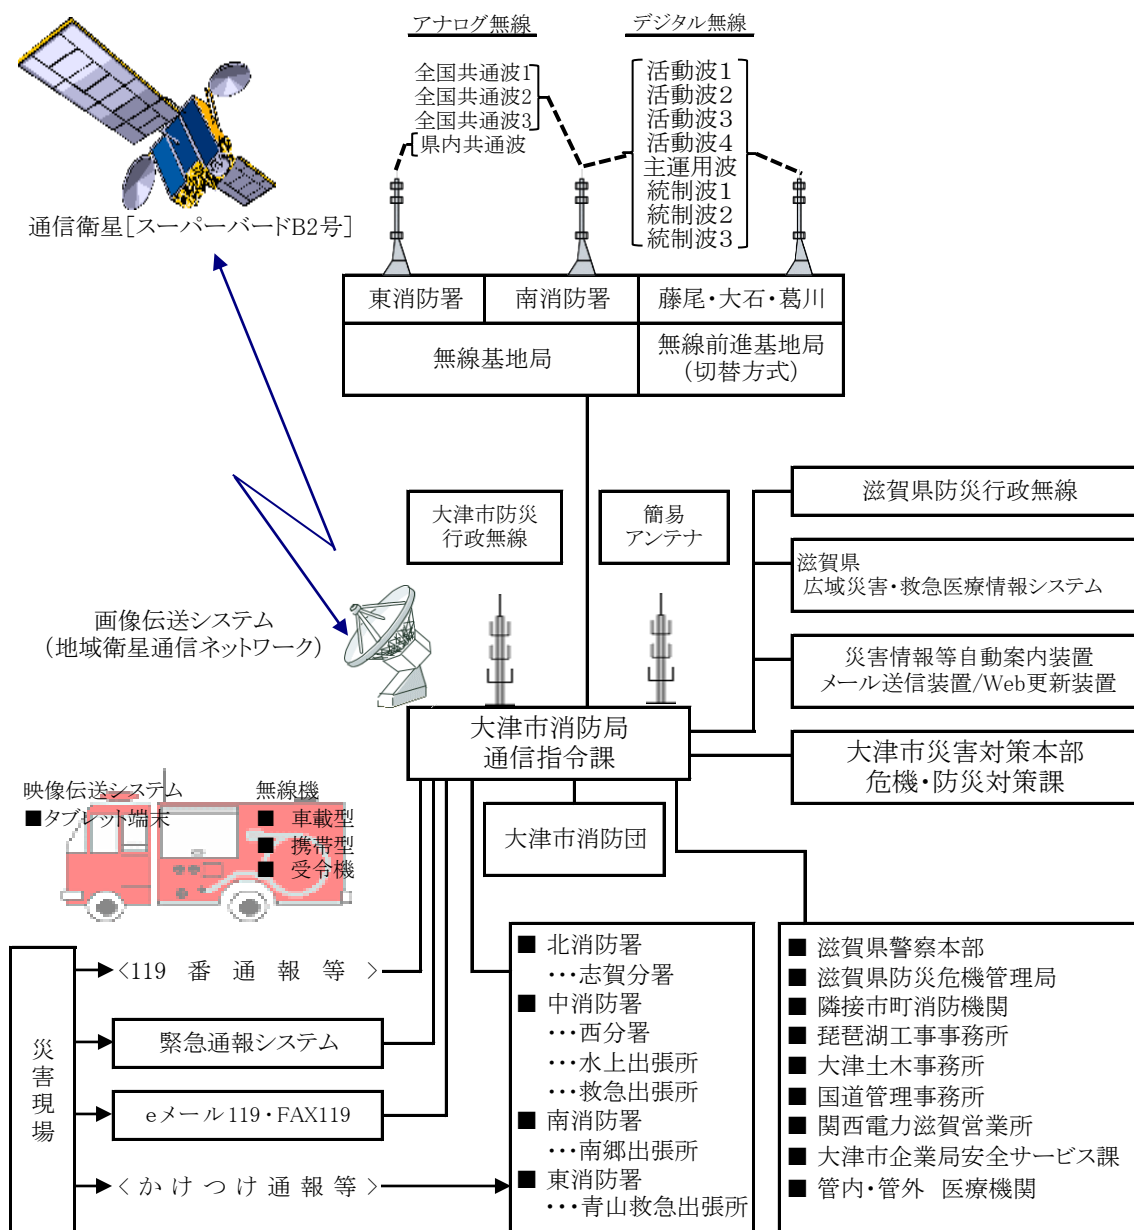 アナログ無線
デジタル無線
全国共通波1
全国共通波2
全国共通波3
県内共通波
活動波1
活動波2
活動波3
活動波4
主運用波
統制波1
統制波2
統制波3
通信衛星[スーパーバードB2号]
東消防署
南消防署
藤尾・大石・葛川
無線基地局
無線前進基地局
(切替方式)
大津市防災
行政無線
簡易
アンテナ
滋賀県防災行政無線
滋賀県
広域災害・救急医療情報システム
災害情報等自動案内装置
メール送信装置/Web更新装置
画像伝送システム
(地域衛星通信ネットワーク)
大津市消防局
通信指令課
大津市災害対策本部
危機・防災対策課
大津市消防団
映像伝送システム
■タブレット端末
無線機
■ 車載型
■ 携帯型
■ 受令機
災害現場
<119番通報等>
緊急通報システム
eメール119・FAX119
<かけつけ通報等>
■ 北消防署
…志賀分署
■ 中消防署
…西分署
…水上出張所
…救急出張所
■ 南消防署
…南郷出張所
■ 東消防署
…青山救急出張所
■ 滋賀県警察本部
■ 滋賀県防災危機管理局
■ 隣接市町消防機関
■ 琵琶湖工事事務所
■ 大津土木事務所
■ 国道管理事務所
■ 関西電力滋賀営業所
■ 大津市企業局安全サービス課
■ 管内・管外 医療機関